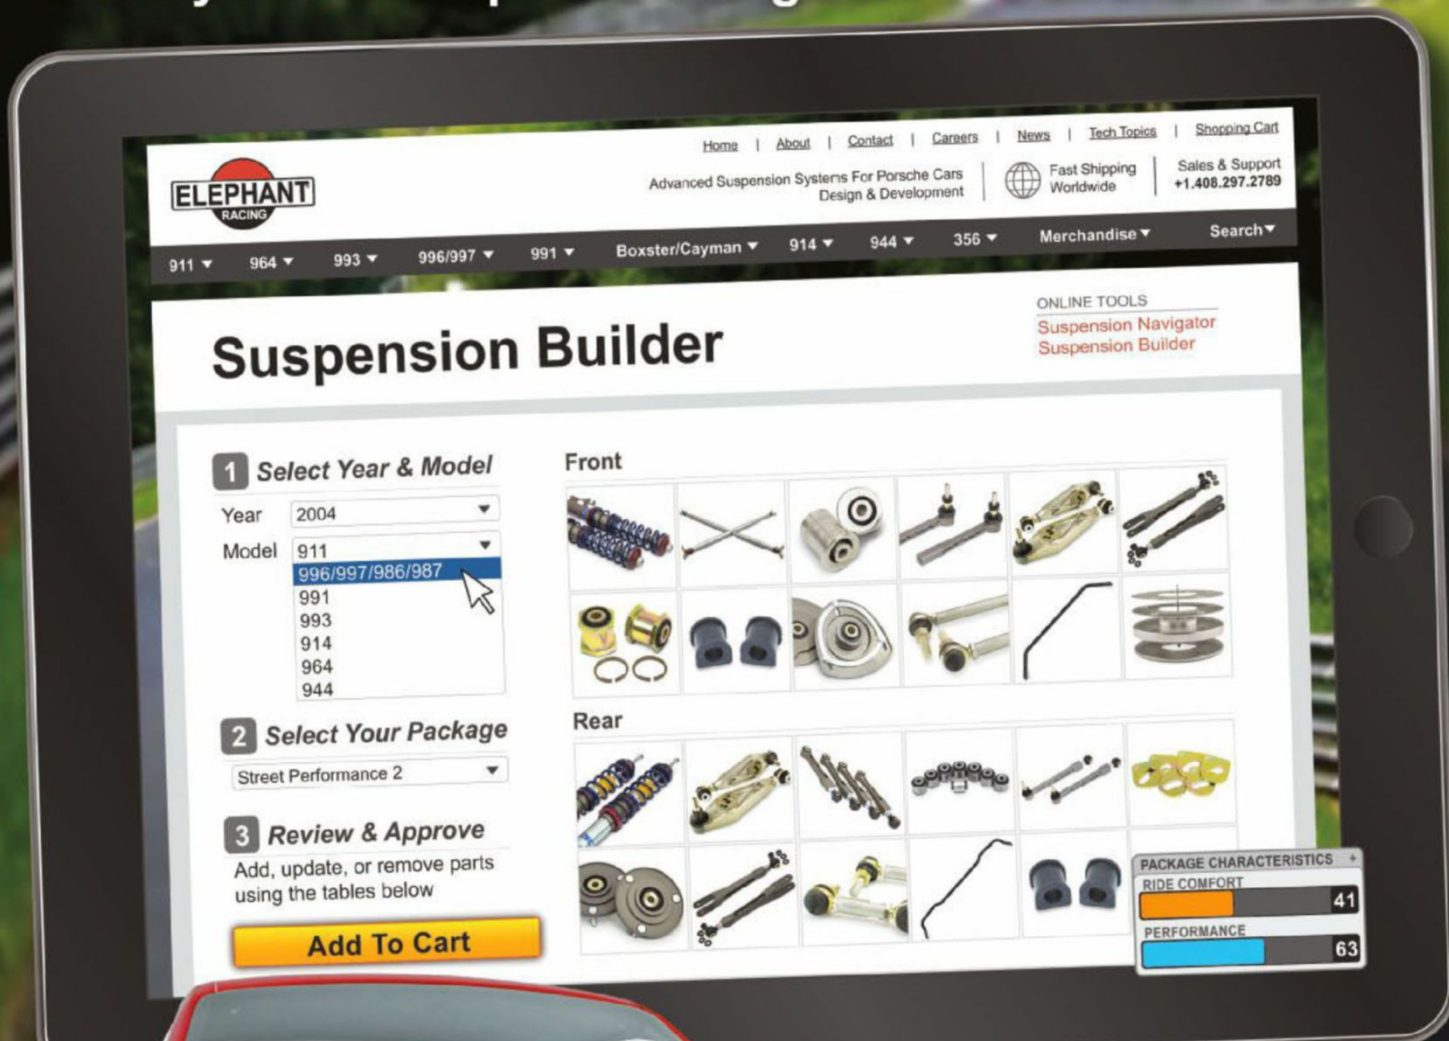 ELEPHANT
RACING
Home | About | Contact | Careers | News | Tech Topics | Shopping Cart
Advanced Suspension Systems For Porsche Cars
Design & Development
Fast Shipping
Worldwide
Sales & Support
+1.408.297.2789
911 ▼ 964 ▼ 993 ▼ 996/997 ▼ 991 ▼ Boxster/Cayman ▼ 914 ▼ 944 ▼ 356 ▼ Merchandise ▼ Search ▼
Suspension Builder
ONLINE TOOLS
Suspension Navigator
Suspension Builder
1 Select Year & Model
Year 2004
Model 911
996/997/986/987
991
993
914
964
944
2 Select Your Package
Street Performance 2
3 Review & Approve
Add, update, or remove parts
using the tables below
Add To Cart
Front
Rear
PACKAGE CHARACTERISTICS +
RIDE COMFORT
41
PERFORMANCE
63